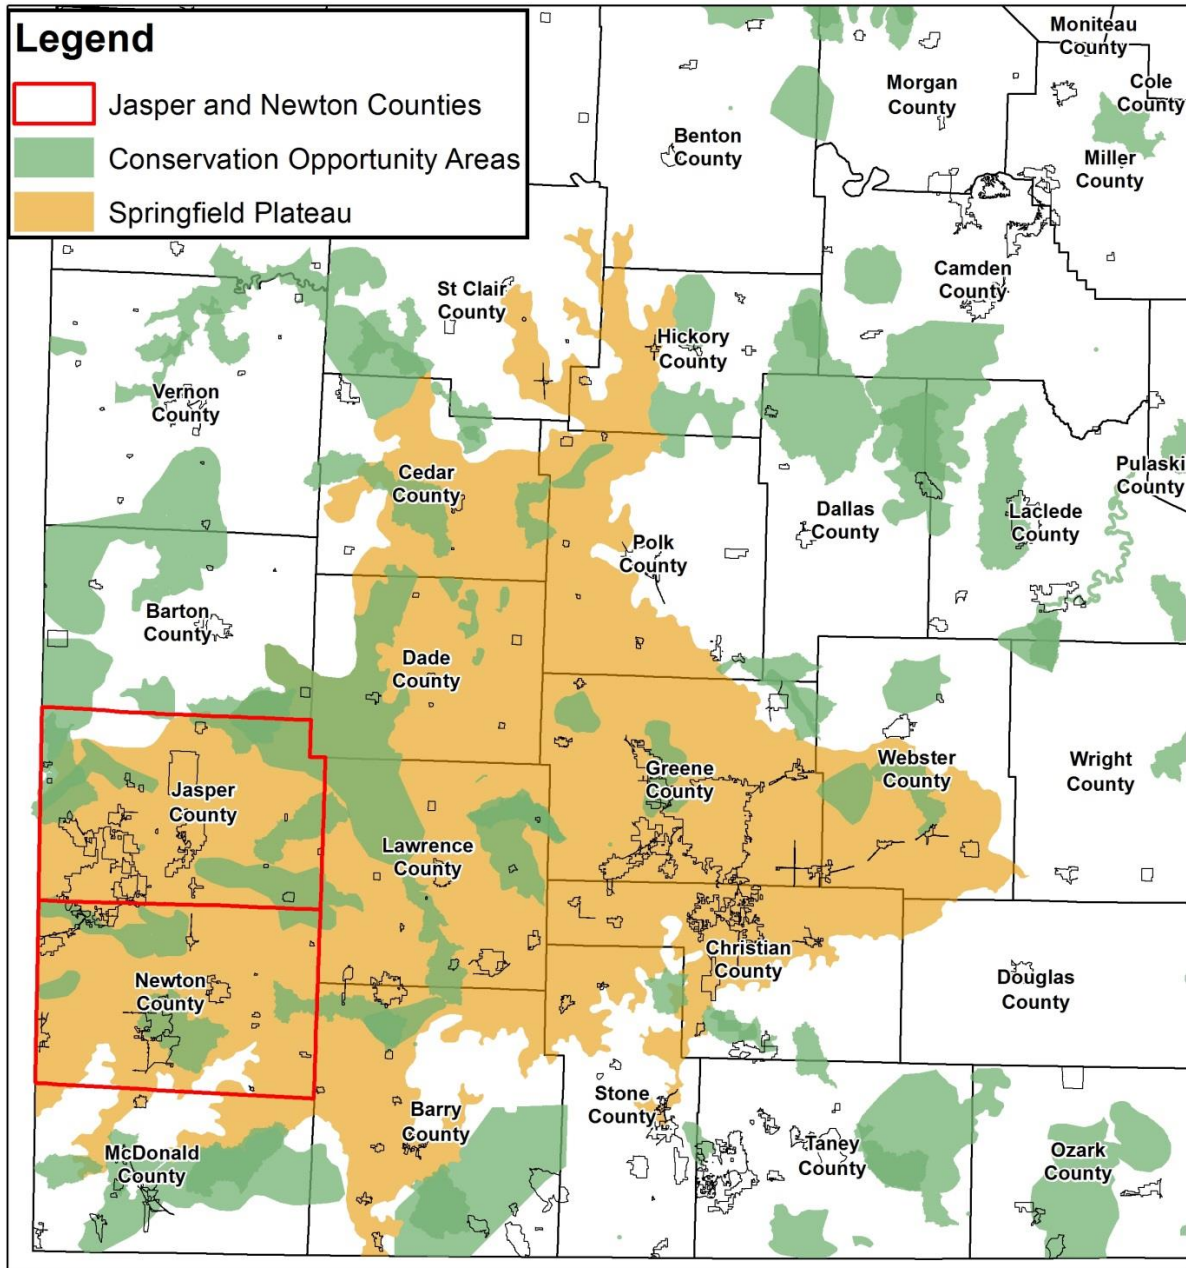 Legend
Jasper and Newton Counties
Conservation Opportunity Areas
Springfield Plateau
Moniteau
County
Morgan
County
Cole
County
Benton
County
Miller
County
St Clair
County
Camden
County
Hickory
County
Vernon
County
Cedar
County
Pulaski
County
Dallas
County
Laclede
County
Polk
County
Barton
County
Dade
County
Greene
County
Webster
County
Wright
County
Jasper
County
Lawrence
County
Christian
County
Newton
County
Douglas
County
Stone
County
Barry
County
McDonald
County
Taney
County
Ozark
County